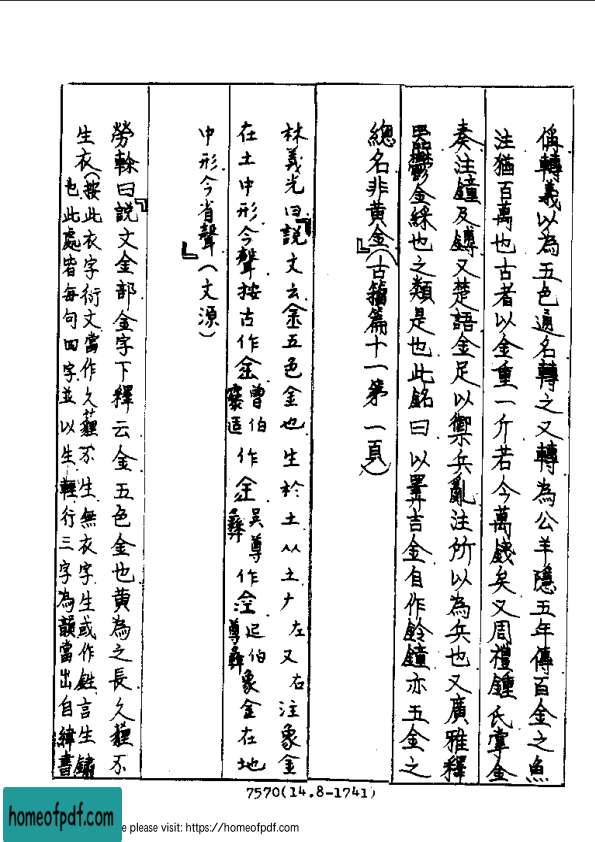 偁轉義以為五色通名轉之又轉為公羊隱五年傳百金之魚
注猶百萬也古者以金重一斤若今萬錢矣又周禮鍾氏掌金
奏注鐘及鎛又楚語金足以禦兵亂注所以為兵也又廣雅釋
器鬱金綵也之類是也此銘曰以異吉金自作鈴鐘亦五金之
總名非黃金』(古籀篇十一第一頁)
林義光曰『說文云金五色金也生於土从土ナ左又右注象金
在土中形今聲按古作金曾伯作金吳尊彝作金辺伯尊彝象金在地
中形今省聲』(文源)
勞榦曰『說文金部金字下釋云金五色金也黃為之長久薶不
生衣(按此衣字衍文當作久薶不生無衣字生或作鉎言生鏽
也此處皆每句四字並以生輕行三字為韻當出自緯書
7570(14.8-1741)
homeofpdf.com
e please visit: https://homeofpdf.com